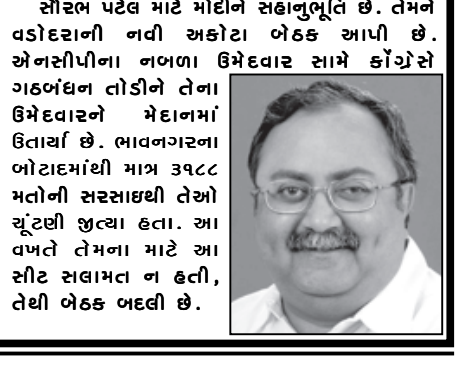 સૌરભ પટેલ માટે મોદીને સહાનુભૂતિ છે. તેમને
વડોદરાની નવી અકોટા બેઠક આપી છે.
એનસીપીના નબળા ઉમેદવાર સામે કોંગ્રેસે
ગઠબંધન તોડીને તેના
ઉમેદવારને મેદાનમાં
ઉતાર્યા છે. ભાવનગરના
બોટાદમાંથી માત્ર ૩૧૮૮
મતોની સરસાઇથી તેઓ
ચૂંટણી જીત્યા હતા. આ
વખતે તેમના માટે આ
સીટ સલામત ન હતી,
તેથી બેઠક બદલી છે.